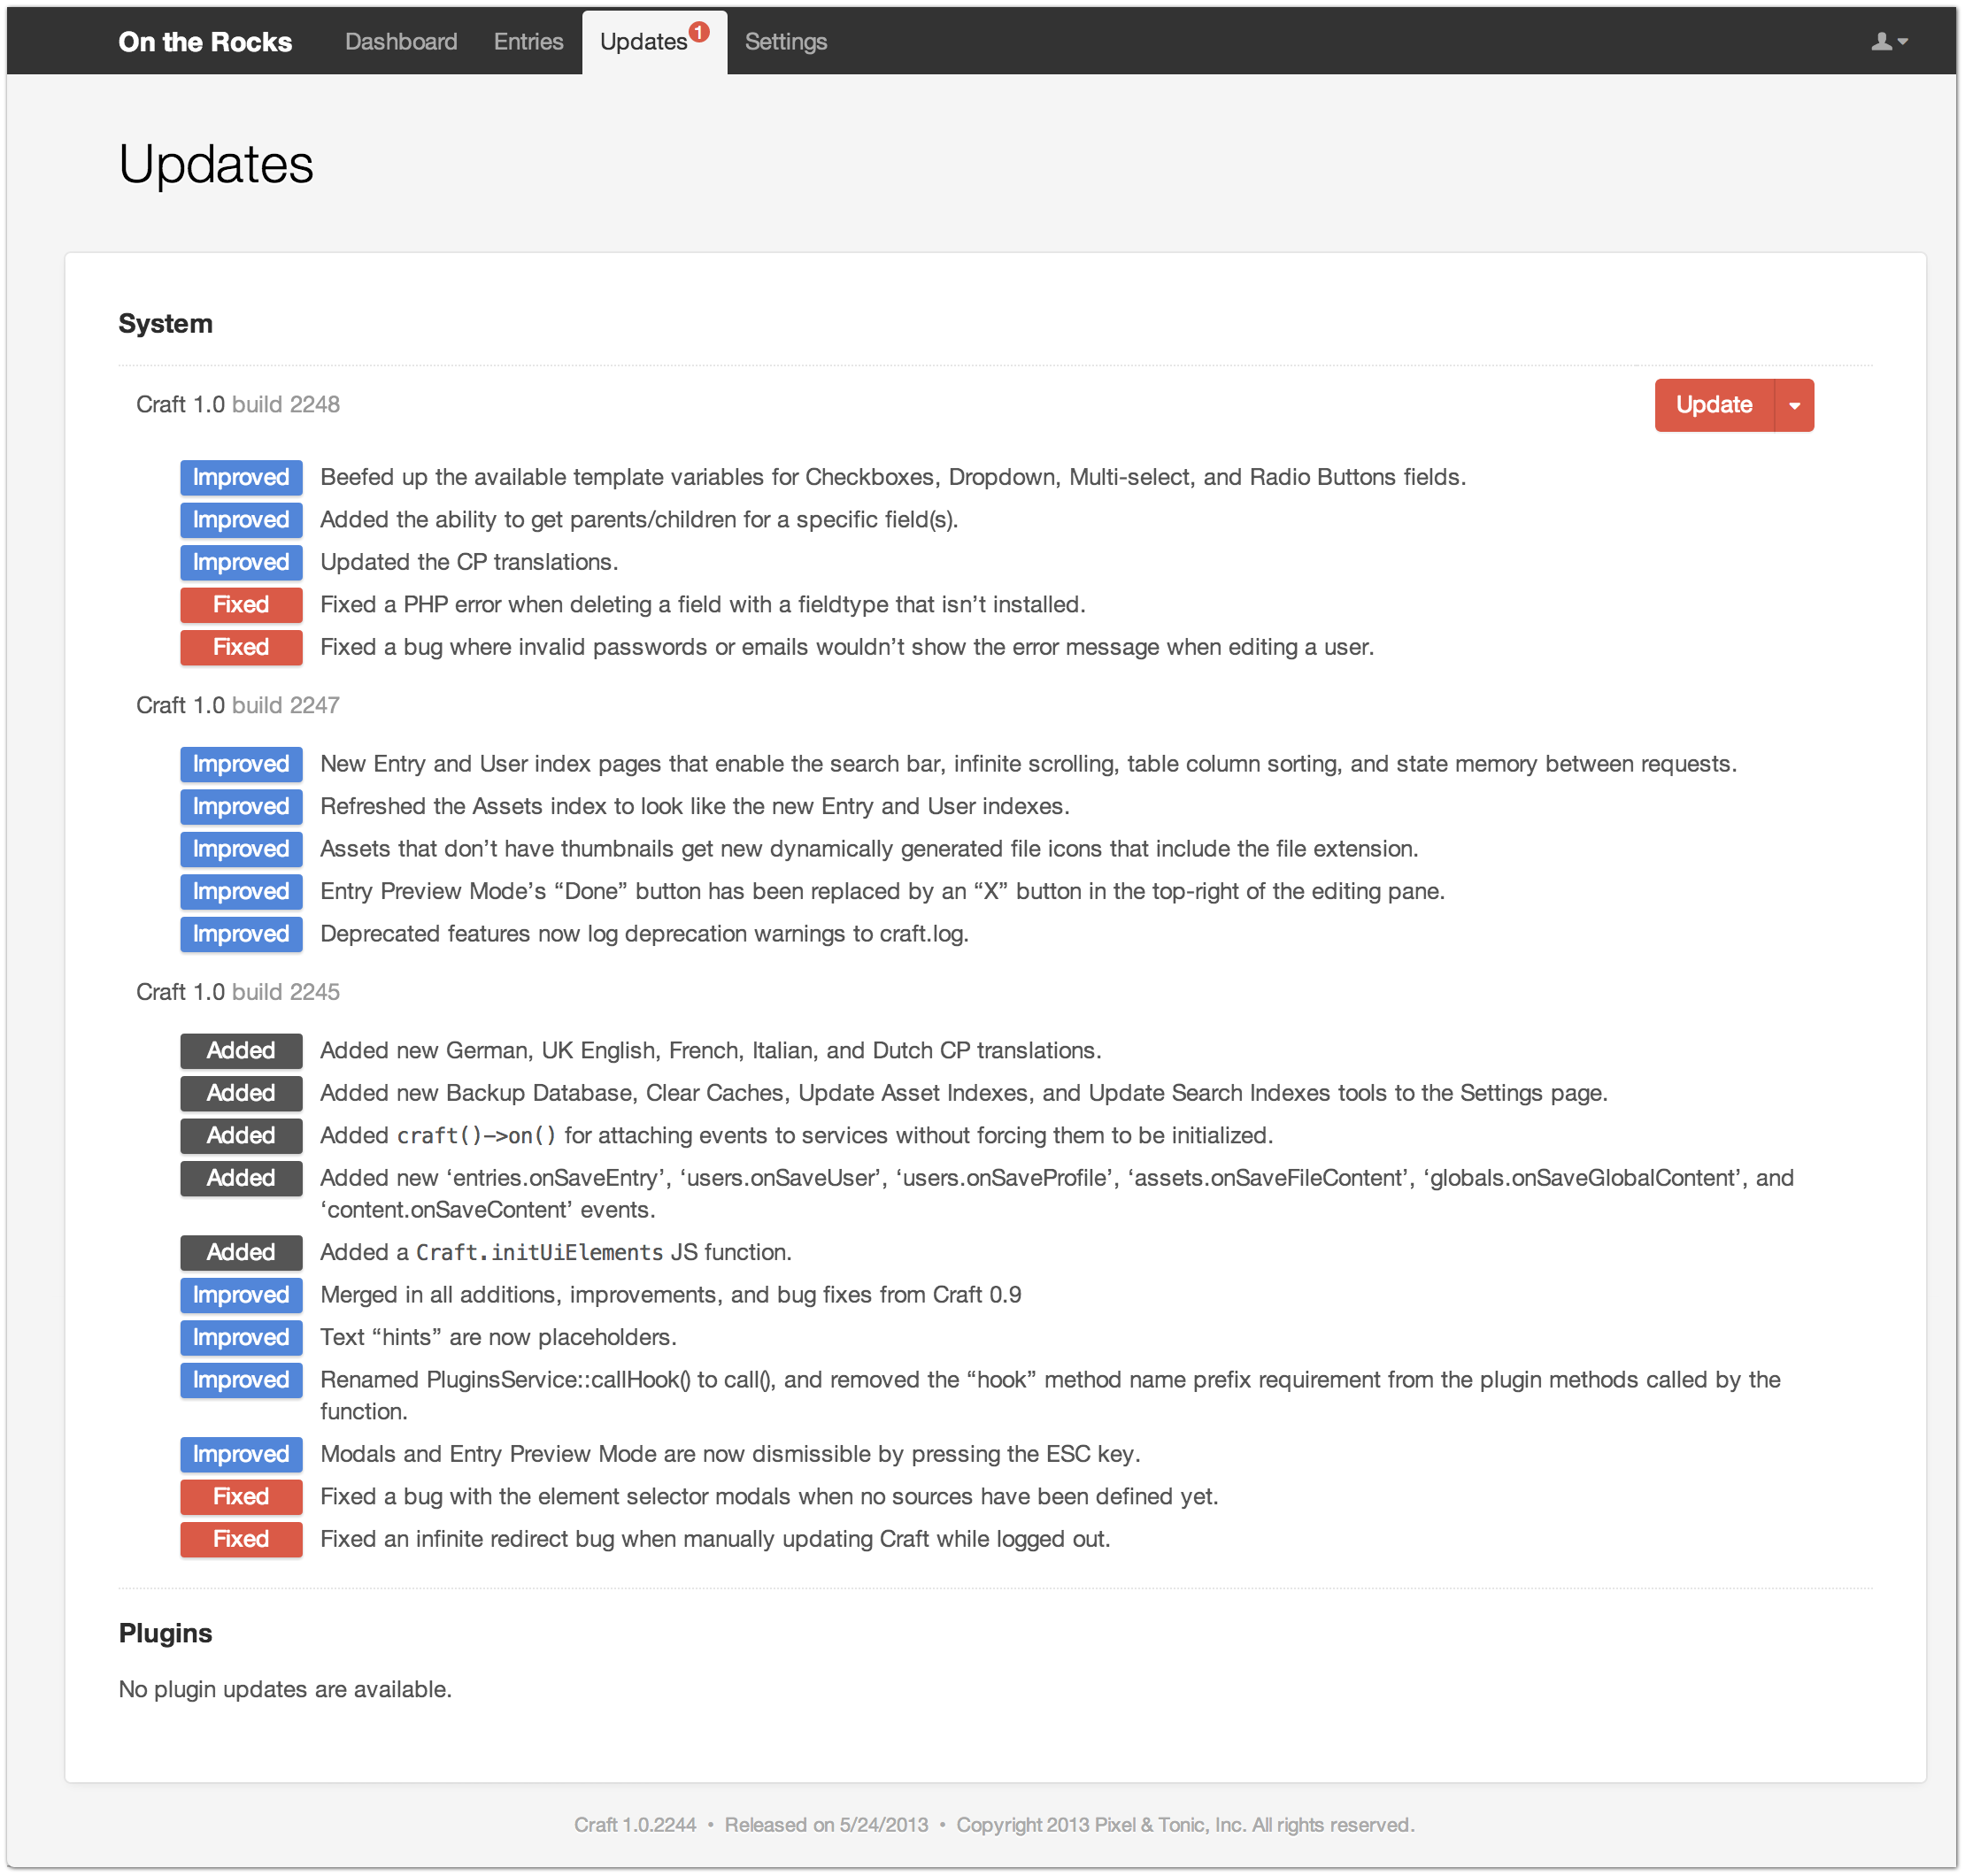 On the Rocks Dashboard Entries Updates 1 Settings
Updates
System
Craft 1.0 build 2248 Update
Improved Beefed up the available template variables for Checkboxes, Dropdown, Multi-select, and Radio Buttons fields.
Improved Added the ability to get parents/children for a specific field(s).
Improved Updated the CP translations.
Fixed Fixed a PHP error when deleting a field with a fieldtype that isn’t installed.
Fixed Fixed a bug where invalid passwords or emails wouldn’t show the error message when editing a user.
Craft 1.0 build 2247
Improved New Entry and User index pages that enable the search bar, infinite scrolling, table column sorting, and state memory between requests.
Improved Refreshed the Assets index to look like the new Entry and User indexes.
Improved Assets that don’t have thumbnails get new dynamically generated file icons that include the file extension.
Improved Entry Preview Mode’s “Done” button has been replaced by an “X” button in the top-right of the editing pane.
Improved Deprecated features now log deprecation warnings to craft.log.
Craft 1.0 build 2245
Added Added new German, UK English, French, Italian, and Dutch CP translations.
Added Added new Backup Database, Clear Caches, Update Asset Indexes, and Update Search Indexes tools to the Settings page.
Added Added craft()->on() for attaching events to services without forcing them to be initialized.
Added Added new ‘entries.onSaveEntry’, ‘users.onSaveUser’, ‘users.onSaveProfile’, ‘assets.onSaveFileContent’, ‘globals.onSaveGlobalContent’, and
‘content.onSaveContent’ events.
Added Added a Craft.initUiElements JS function.
Improved Merged in all additions, improvements, and bug fixes from Craft 0.9
Improved Text “hints” are now placeholders.
Improved Renamed PluginsService::callHook() to call(), and removed the “hook” method name prefix requirement from the plugin methods called by the
function.
Improved Modals and Entry Preview Mode are now dismissible by pressing the ESC key.
Fixed Fixed a bug with the element selector modals when no sources have been defined yet.
Fixed Fixed an infinite redirect bug when manually updating Craft while logged out.
Plugins
No plugin updates are available.
Craft 1.0.2244 • Released on 5/24/2013 • Copyright 2013 Pixel & Tonic, Inc. All rights reserved.